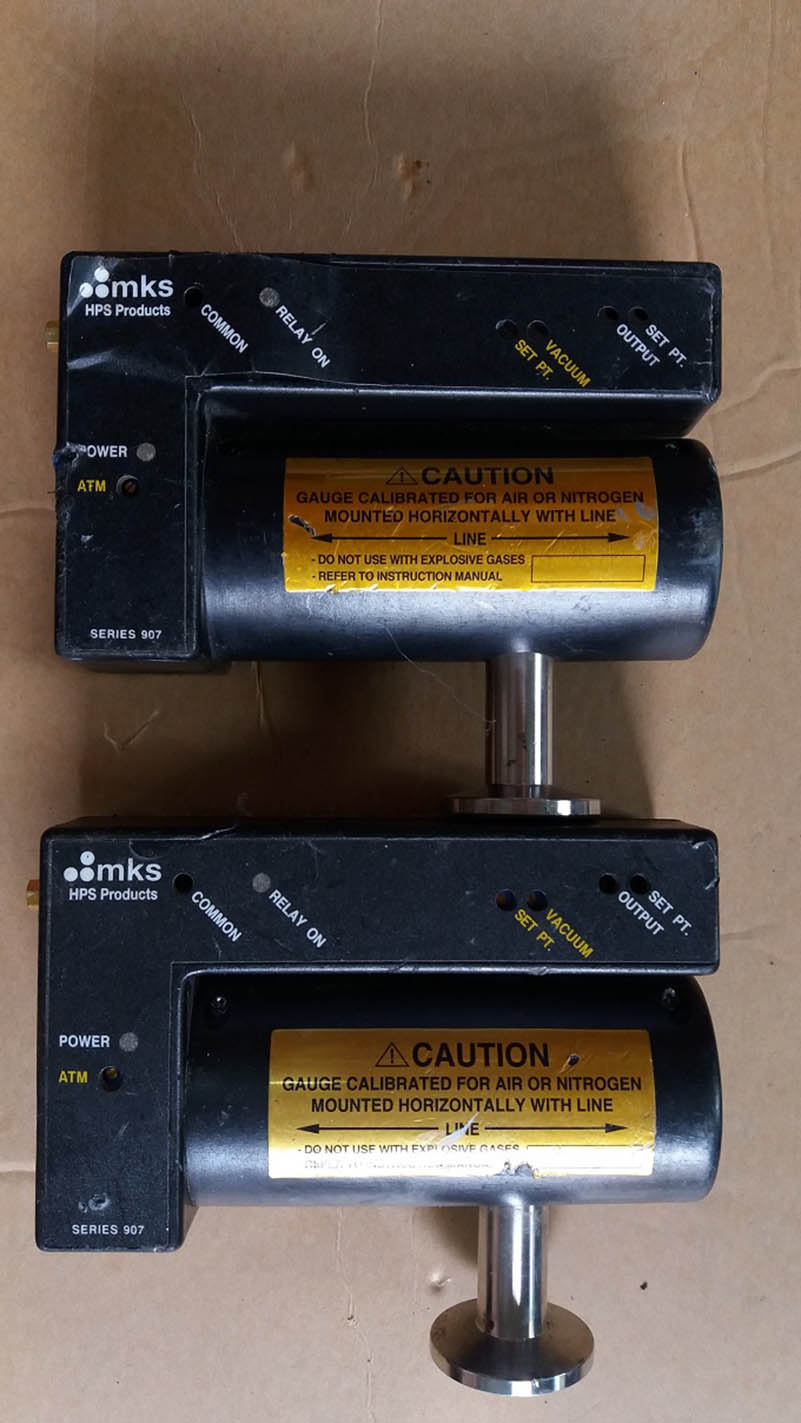 mks
HPS Products
COMMON
RELAY ON
SET PT.
VACUUM
OUTPUT
SET PT.
POWER
ATM
CAUTION
GAUGE CALIBRATED FOR AIR OR NITROGEN
MOUNTED HORIZONTALLY WITH LINE
LINE
- DO NOT USE WITH EXPLOSIVE GASES
- REFER TO INSTRUCTION MANUAL
SERIES 907
mks
HPS Products
COMMON
RELAY ON
SET PT.
VACUUM
OUTPUT
SET PT.
POWER
ATM
CAUTION
GAUGE CALIBRATED FOR AIR OR NITROGEN
MOUNTED HORIZONTALLY WITH LINE
LINE
- DO NOT USE WITH EXPLOSIVE GASES
SERIES 907